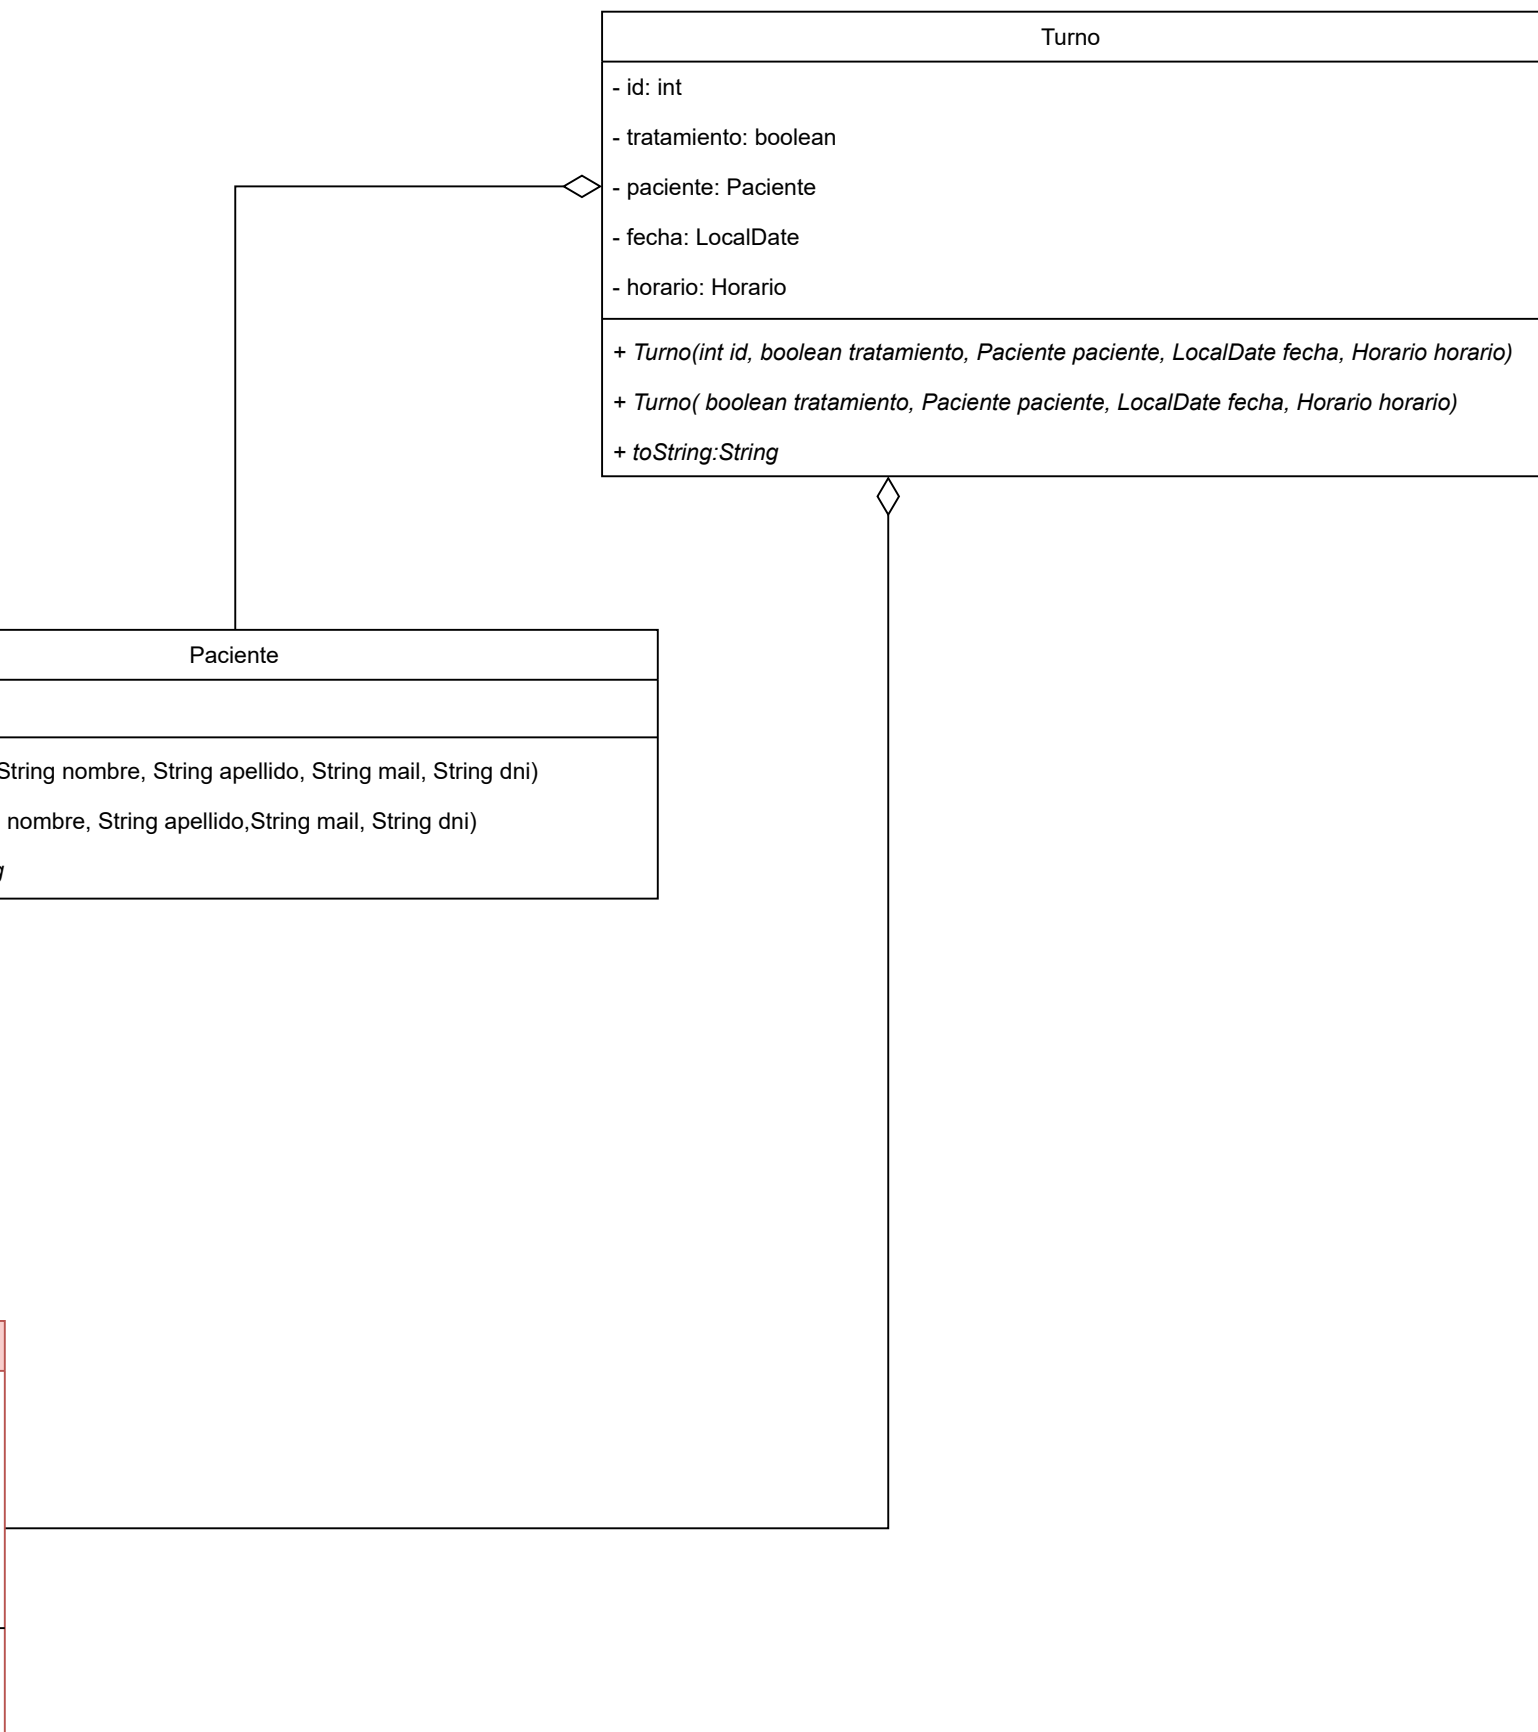 Turno
- id: int
- tratamiento: boolean
- paciente: Paciente
- fecha: LocalDate
- horario: Horario
+ Turno(int id, boolean tratamiento, Paciente paciente, LocalDate fecha, Horario horario)
+ Turno( boolean tratamiento, Paciente paciente, LocalDate fecha, Horario horario)
+ toString:String
Paciente
String nombre, String apellido, String mail, String dni)
nombre, String apellido,String mail, String dni)
g